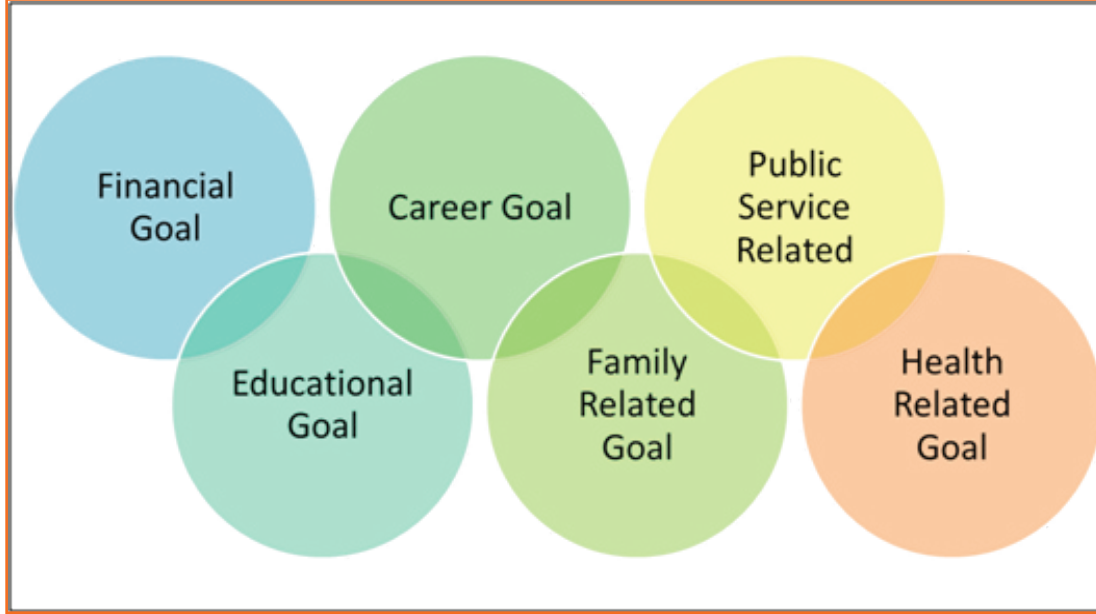 Financial
Goal
Career Goal
Public
Service
Related
Educational
Goal
Family
Related
Goal
Health
Related
Goal